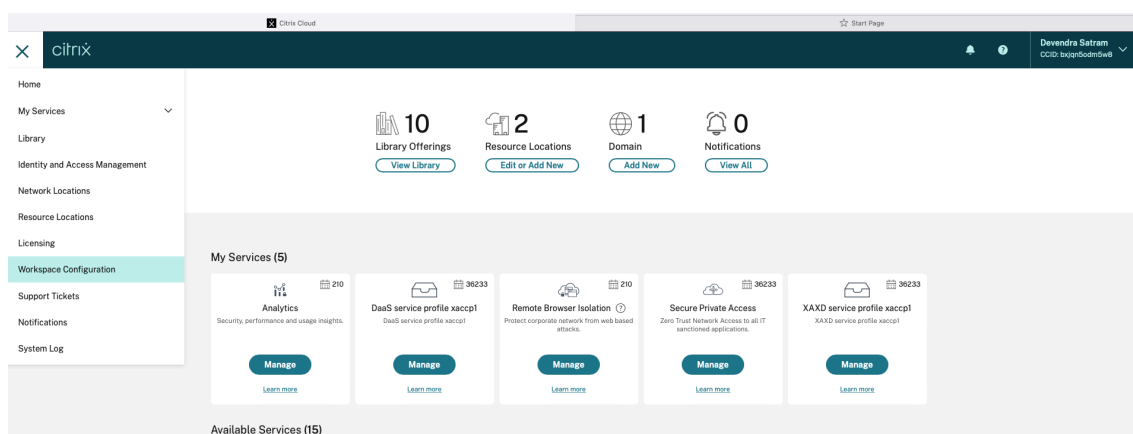 Citrix Cloud
Start Page
citrix
Devendra Satram
CCID: bxjqn5odm5w8
Home
My Services
Library
Identity and Access Management
Network Locations
Resource Locations
Licensing
Workspace Configuration
Support Tickets
Notifications
System Log
10
Library Offerings
View Library
2
Resource Locations
Edit or Add New
1
Domain
Add New
0
Notifications
View All
My Services (5)
210
Analytics
Security, performance and usage insights.
Manage
Learn more
36233
DaaS service profile xaccp1
DaaS service profile xaccp1
Manage
Learn more
210
Remote Browser Isolation ?
Protect corporate network from web based
attacks.
Manage
Learn more
36233
Secure Private Access
Zero Trust Network Access to all IT
sanctioned applications.
Manage
Learn more
36233
XAXD service profile xaccp1
XAXD service profile xaccp1
Manage
Learn more
Available Services (15)